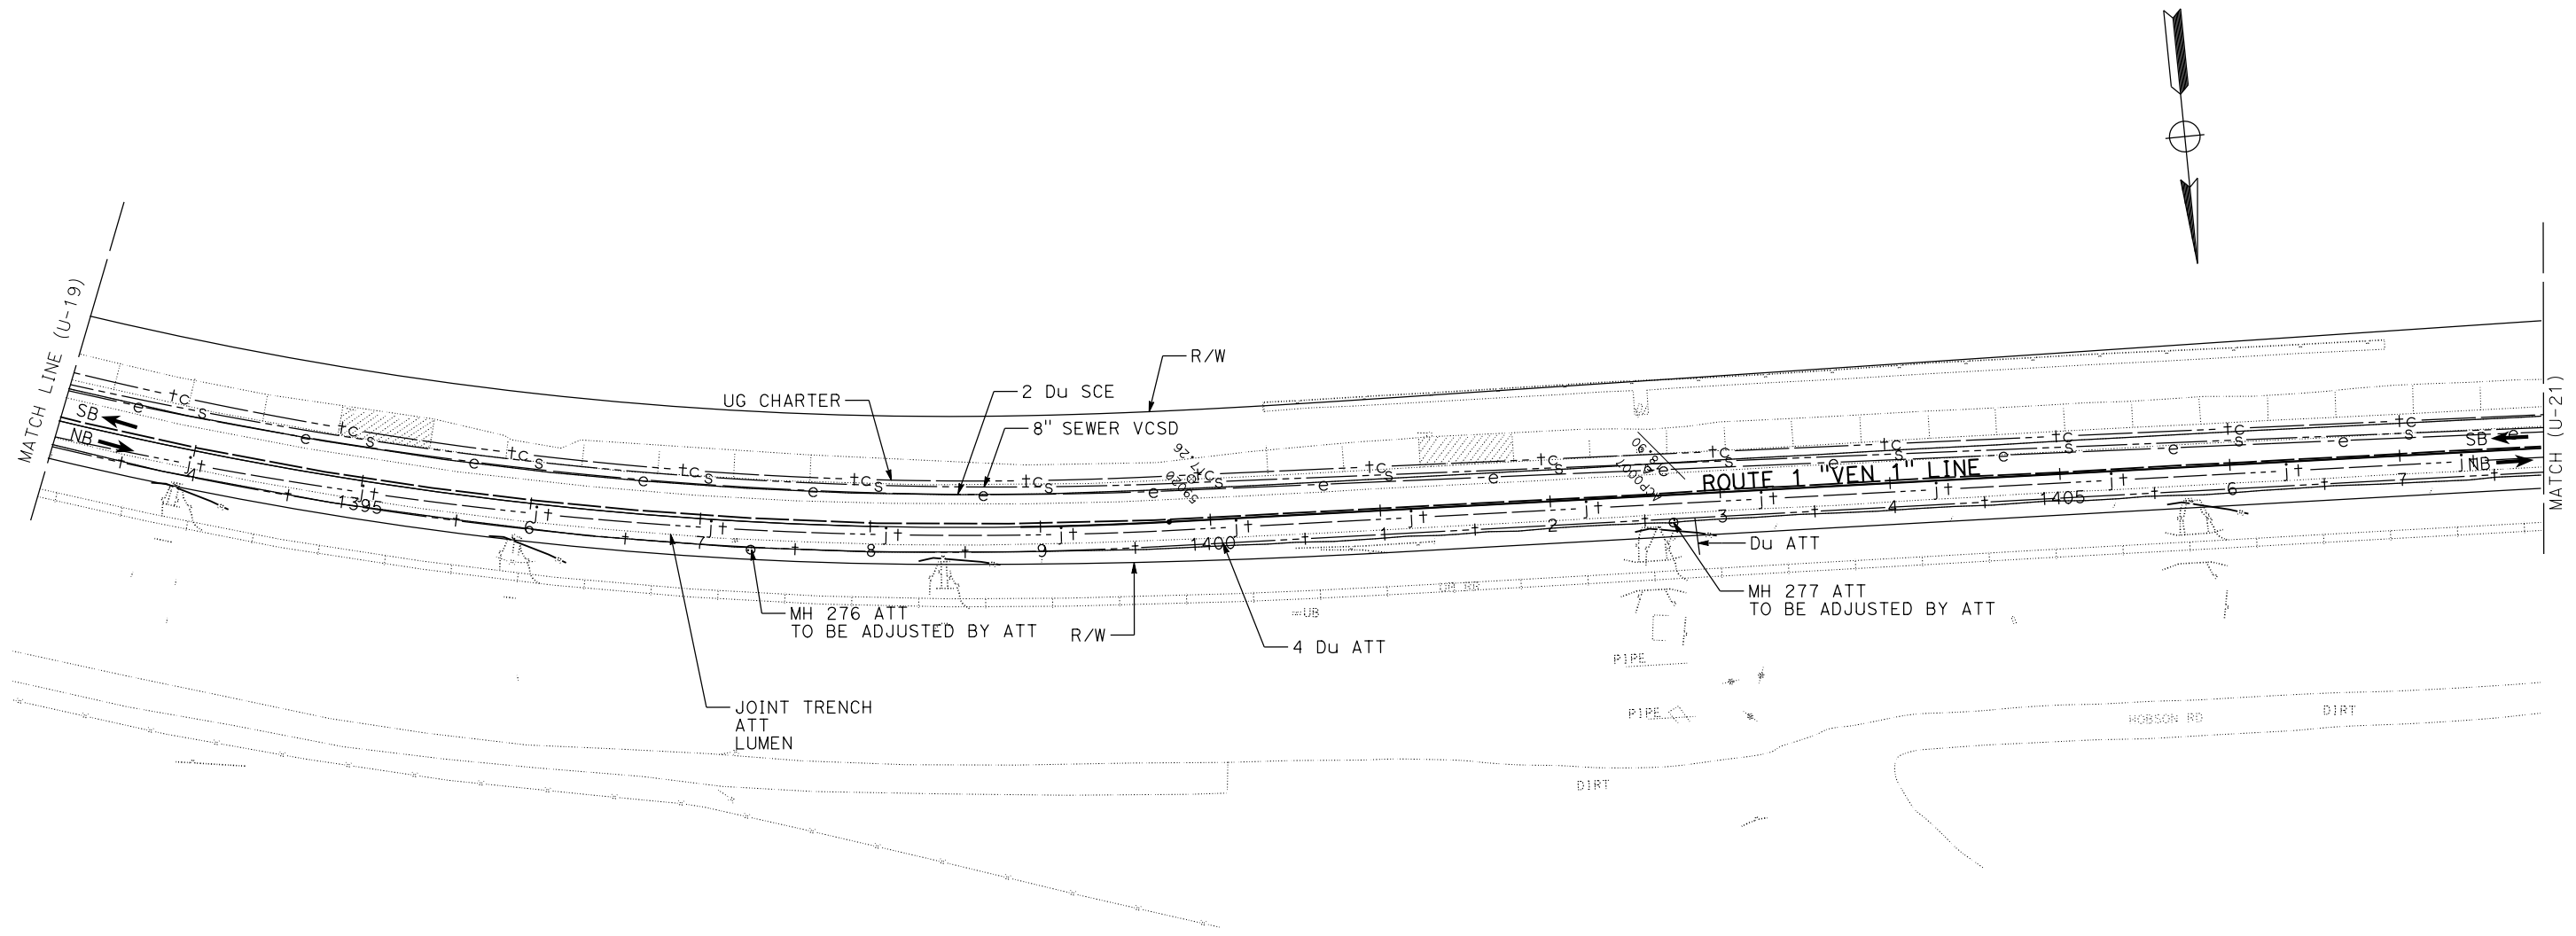 MATCH LINE (U-19)
SB
NB
R/W
UG CHARTER
2 Du SCE
8" SEWER VCSD
ROUTE 1 "VEN 1" LINE
SB
NB
MATCH (U-21)
4
1395
6
7
8
9
1400
1
2
3
4
1405
6
7
tc s e
j t
Du ATT
MH 276 ATT
TO BE ADJUSTED BY ATT
R/W
4 Du ATT
MH 277 ATT
TO BE ADJUSTED BY ATT
JOINT TRENCH
ATT
LUMEN
UB
PIPE
PIPE
HOBSON RD
DIRT
DIRT